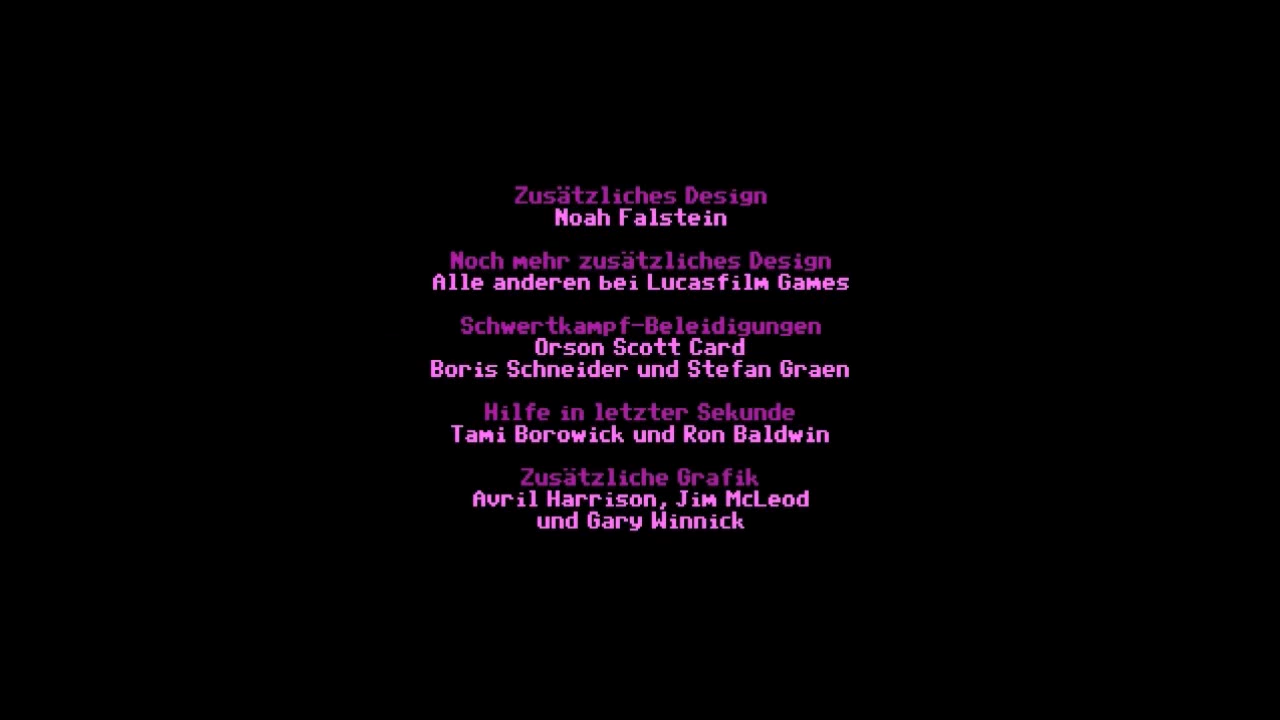 Zusätzliches Design
Noah Falstein
Noch mehr zusätzliches Design
Alle anderen bei Lucasfilm Games
Schwertkampf-Beleidigungen
Orson Scott Card
Boris Schneider und Stefan Graen
Hilfe in letzter Sekunde
Tami Borowick und Ron Baldwin
Zusätzliche Grafik
Avril Harrison, Jim McLeod
und Gary Winnick